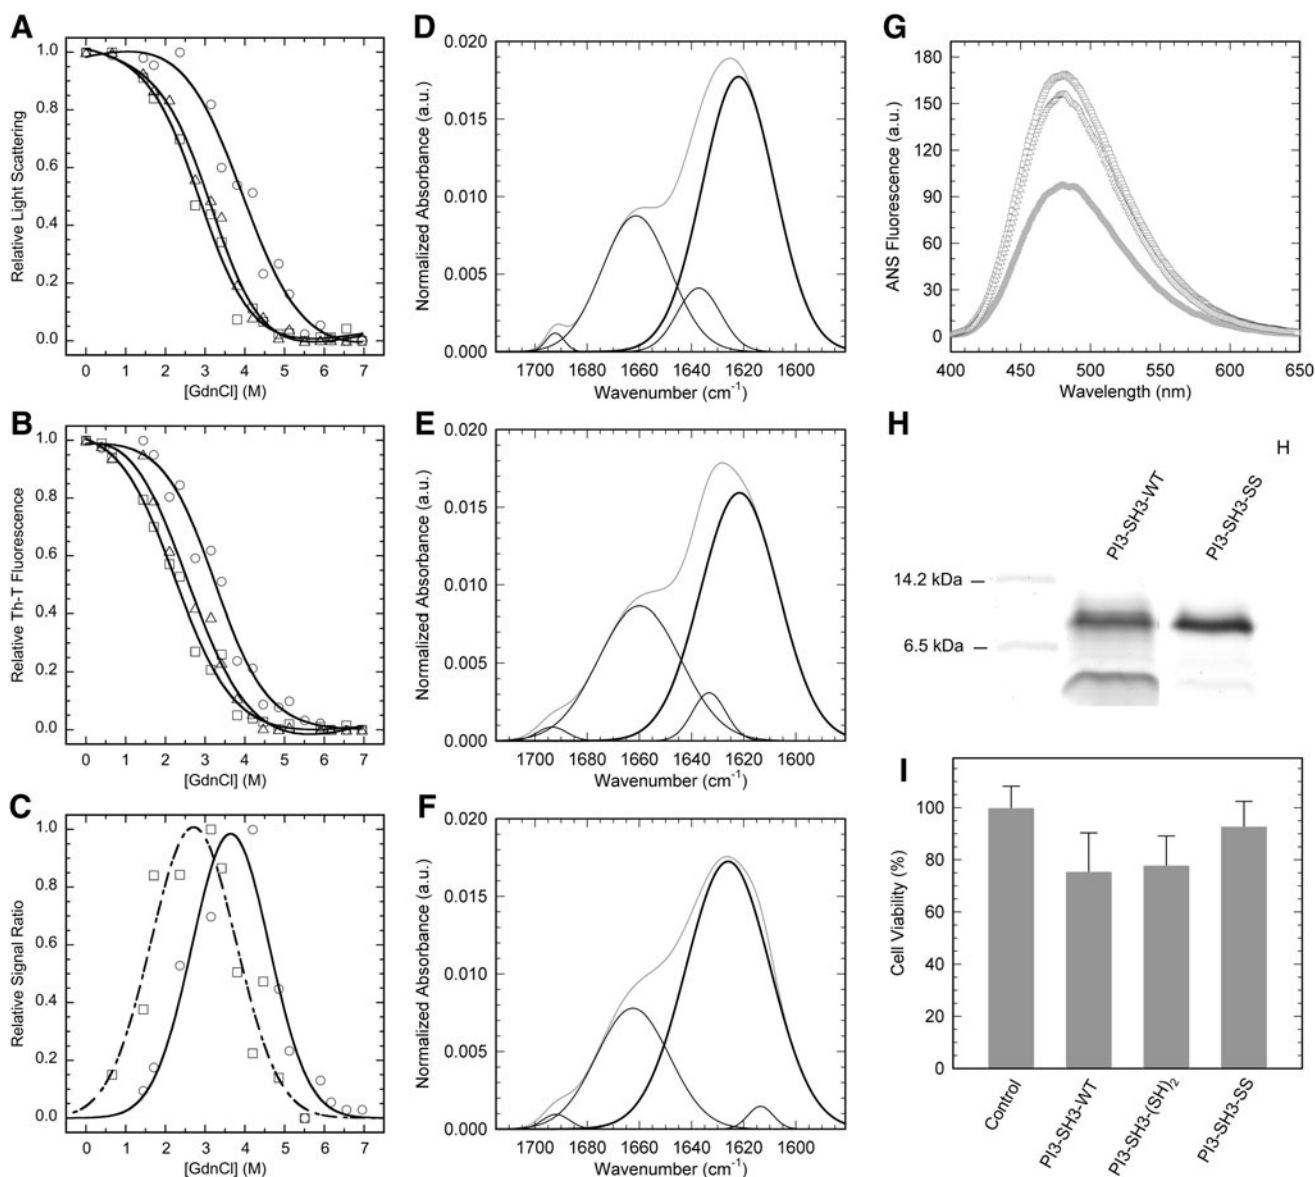 A
1.0
0.8
0.6
0.4
0.2
0.0
Relative Light Scattering
0 1 2 3 4 5 6 7
[GdnCl] (M)
B
1.0
0.8
0.6
0.4
0.2
0.0
Relative Th-T Fluorescence
0 1 2 3 4 5 6 7
[GdnCl] (M)
C
1.0
0.8
0.6
0.4
0.2
0.0
Relative Signal Ratio
0 1 2 3 4 5 6 7
[GdnCl] (M)
D
0.020
0.015
0.010
0.005
0.000
Normalized Absorbance (a.u.)
1700 1680 1660 1640 1620 1600
Wavenumber (cm-1)
E
0.020
0.015
0.010
0.005
0.000
Normalized Absorbance (a.u.)
1700 1680 1660 1640 1620 1600
Wavenumber (cm-1)
F
0.020
0.015
0.010
0.005
0.000
Normalized Absorbance (a.u.)
1700 1680 1660 1640 1620 1600
Wavenumber (cm-1)
G
180
150
120
90
60
30
0
ANS Fluorescence (a.u.)
400 450 500 550 600 650
Wavelength (nm)
H
H
PI3-SH3-WT
PI3-SH3-SS
14.2 kDa
6.5 kDa
I
100
80
60
40
20
0
Cell Viability (%)
Control
PI3-SH3-WT
PI3-SH3-(SH)2
PI3-SH3-SS